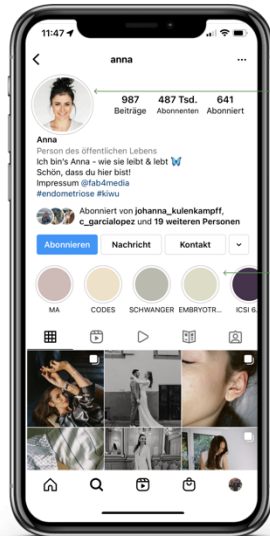 11:47
anna
987 487 Tsd. 641
Beiträge Abonnenten Abonniert
Anna
Person des öffentlichen Lebens
Ich bin's Anna - wie sie leibt & lebt
Schön, dass du hier bist!
Impressum @fab4media
#endometriose #kiwu
Abonniert von johanna_kulenkampff,
c_garcialopez und 19 weiteren Personen
Abonnieren Nachricht Kontakt
MA CODES SCHWANGER EMBRYOTR... ICSI 6.